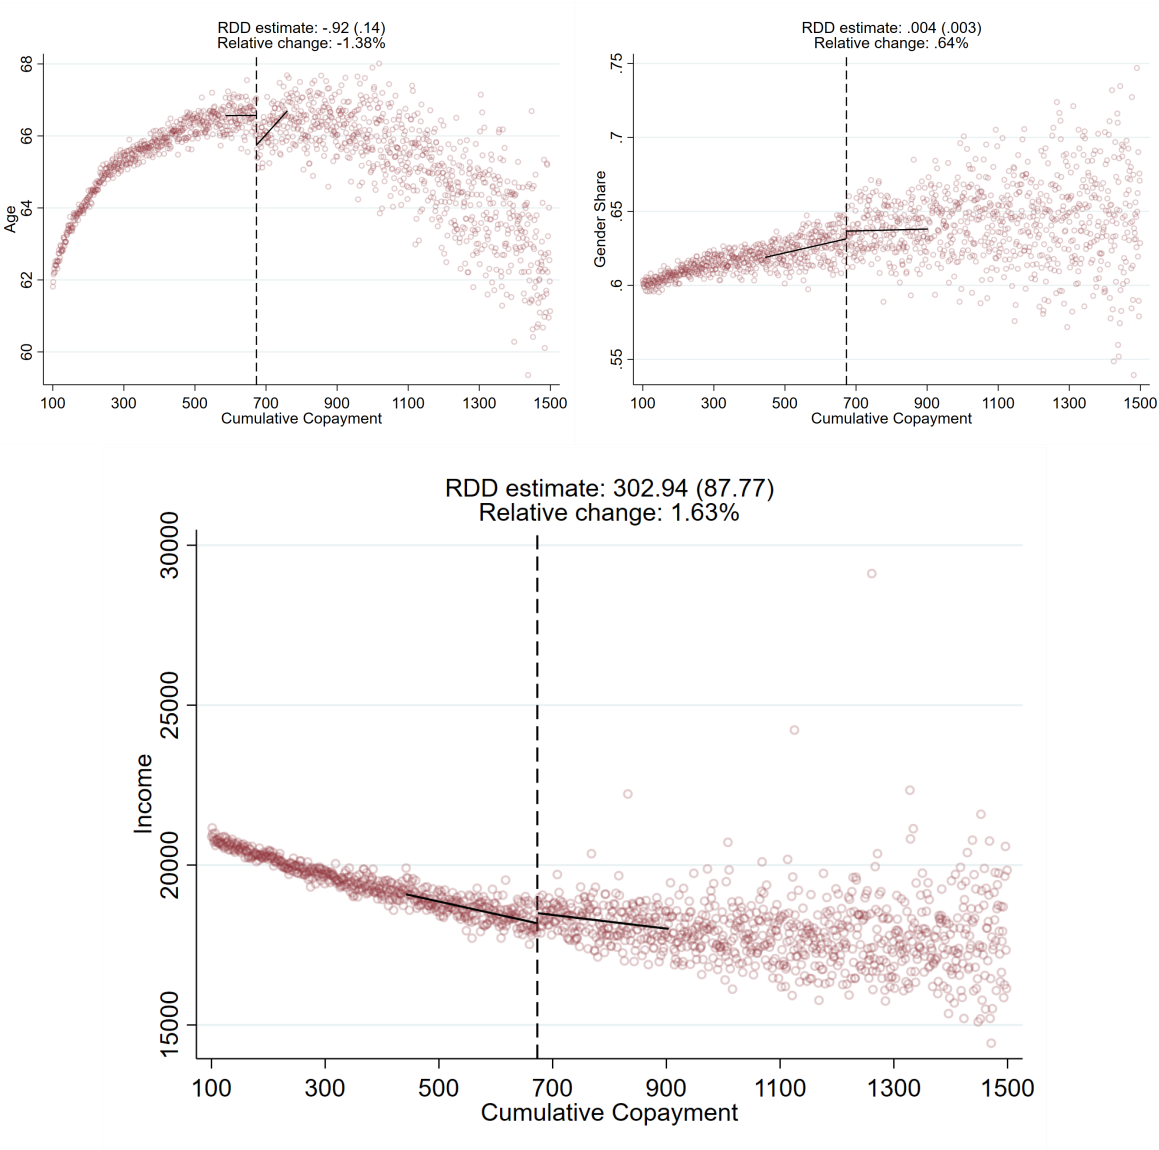 RDD estimate: -.92 (.14)
Relative change: -1.38%
68
66
64
62
60
Age
100 300 500 700 900 1100 1300 1500
Cumulative Copayment
RDD estimate: .004 (.003)
Relative change: .64%
.75
.7
.65
.6
.55
Gender Share
100 300 500 700 900 1100 1300 1500
Cumulative Copayment
RDD estimate: 302.94 (87.77)
Relative change: 1.63%
30000
25000
20000
15000
Income
100 300 500 700 900 1100 1300 1500
Cumulative Copayment